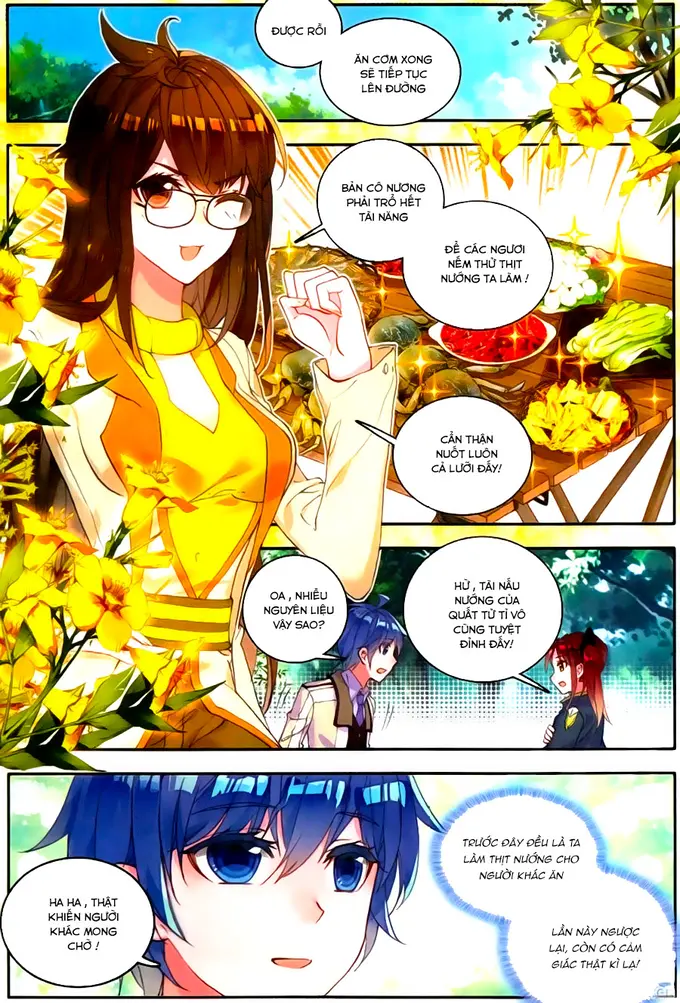 ĐƯỢC RỒI
ĂN CƠM XONG
SẼ TIẾP TỤC
LÊN ĐƯỜNG
BẢN CÔ NƯƠNG
PHẢI TRỔ HẾT
TÀI NĂNG
ĐỂ CÁC NGƯƠI
NẾM THỬ THỊT
NƯỚNG TA LÀM !
CẨN THẬN
NUỐT LUÔN
CẢ LƯỠI ĐẤY!
OA , NHIỀU
NGUYÊN LIỆU
VẬY SAO?
HỬ , TÀI NẤU
NƯỚNG CỦA
QUẤT TỬ TỈ VÔ
CÙNG TUYỆT
ĐỈNH ĐẤY!
HA HA , THẬT
KHIẾN NGƯỜI
KHÁC MONG
CHỜ !
TRƯỚC ĐÂY ĐỀU LÀ TA
LÀM THỊT NƯỚNG CHO
NGƯỜI KHÁC ĂN
LẦN NÀY NGƯỢC
LẠI, CÒN CÓ CẢM
GIÁC THẬT KÌ LẠ!